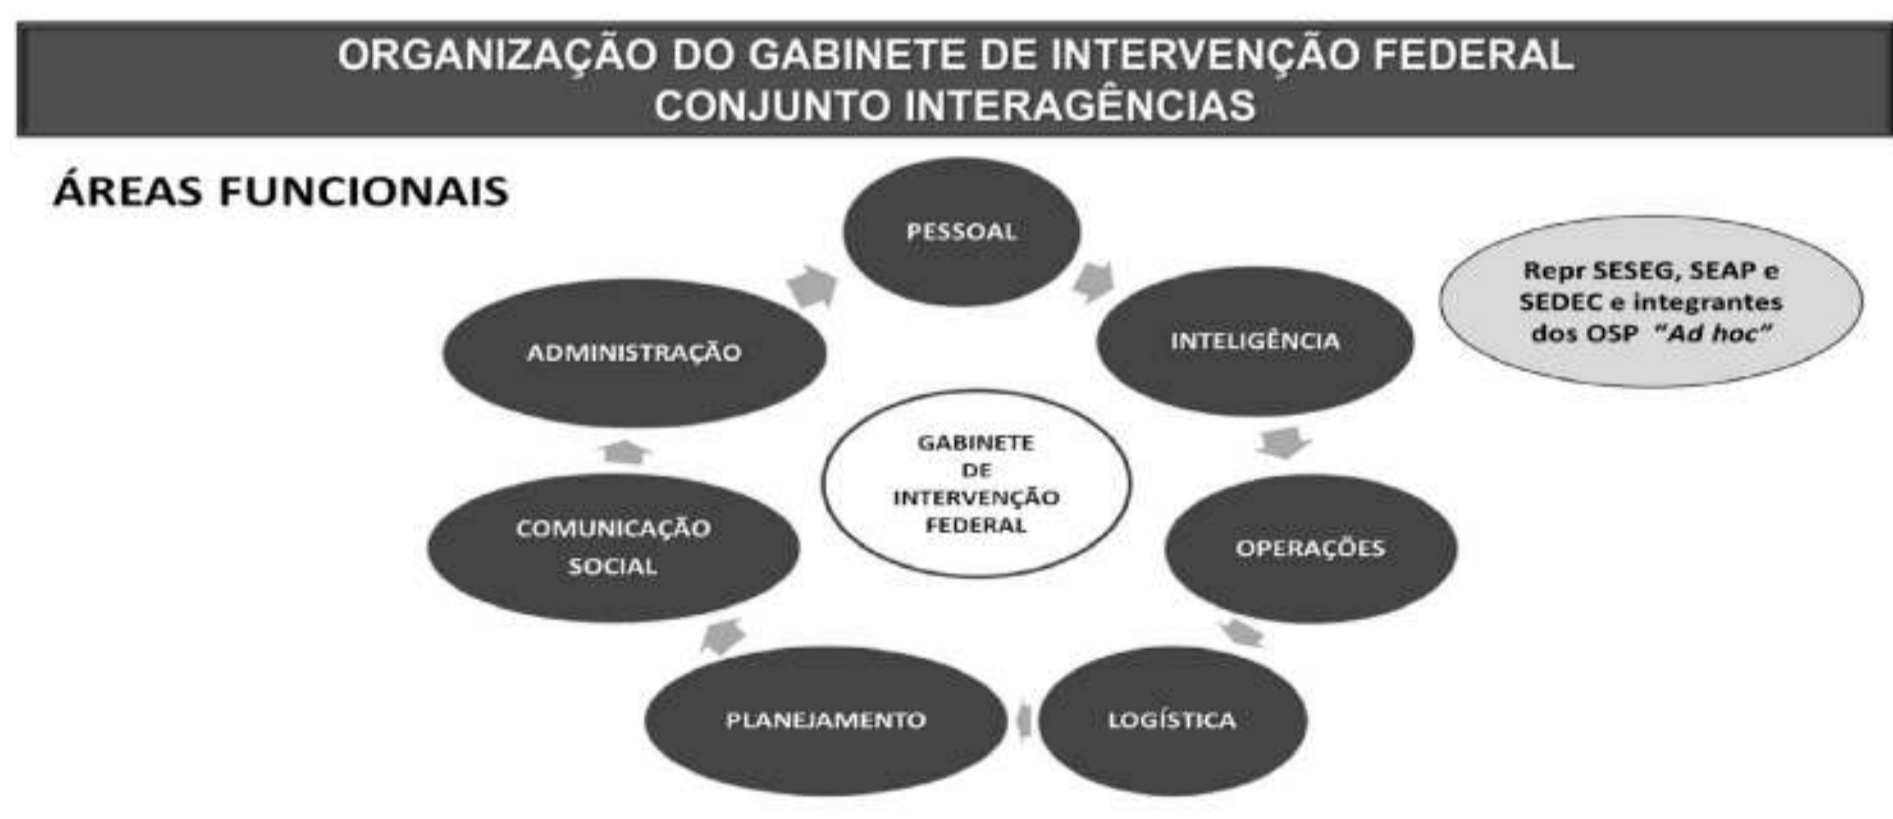 ORGANIZAÇÃO DO GABINETE DE INTERVENÇÃO FEDERAL
CONJUNTO INTERAGÊNCIAS
ÁREAS FUNCIONAIS
PESSOAL
INTELIGÊNCIA
OPERAÇÕES
LOGÍSTICA
PLANEJAMENTO
COMUNICAÇÃO
SOCIAL
ADMINISTRAÇÃO
GABINETE
DE
INTERVENÇÃO
FEDERAL
Repr SESEG, SEAP e
SEDEC e integrantes
dos OSP "Ad hoc"